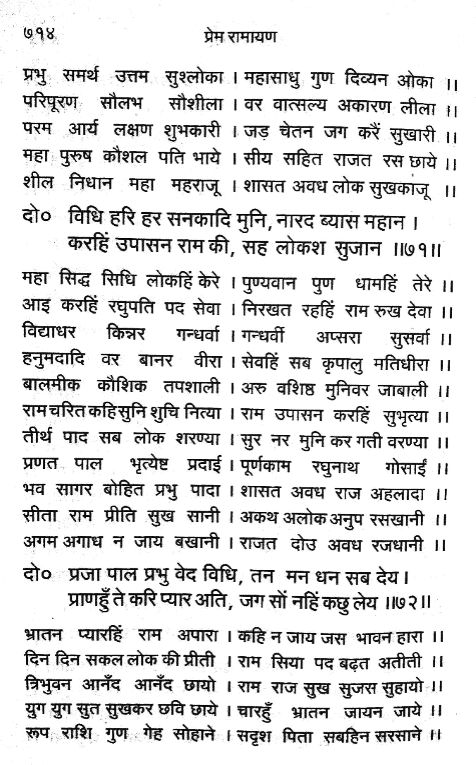 ७१४
प्रेम रामायण
प्रभु समर्थ उत्तम सुश्लोका । महासाधु गुण दिव्यन ओका ।।
परिपूरण सौलभ सौशीला । वर वात्सल्य अकारण लीला ।।
परम आर्य लक्षण शुभकारी । जड़ चेतन जग करैं सुखारी ।।
महा पुरुष कौशल पति भाये । सीय सहित राजत रस छाये ।।
शील निधान महा महराजू । शासत अवध लोक सुखकाजू ।।
दो० विधि हरि हर सनकादि मुनि, नारद ब्यास महान ।
करहिं उपासन राम की, सह लोकश सुजान ।।७१।।
महा सिद्ध सिधि लोकहिं केरे । पुण्यवान पुण धामहिं तेरे ।।
आइ करहिं रघुपति पद सेवा । निरखत रहहिं राम रुख देवा ।।
विद्याधर किन्नर गन्धर्वा । गन्धर्वी अप्सरा सुसर्वा ।।
हनुमदादि वर बानर वीरा । सेवहिं सब कृपालु मतिधीरा ।।
बालमीक कौशिक तपशाली । अरु वशिष्ठ मुनिवर जाबाली ।।
राम चरित कहि सुनि शुचि नित्या । राम उपासन करहिं सुभृत्या ।।
तीर्थ पाद सब लोक शरण्या । सुर नर मुनि कर गती वरण्या ।।
प्रणत पाल भृत्येष्ट प्रदाई । पूर्णकाम रघुनाथ गोसाईं ।।
भव सागर बोहित प्रभु पादा । शासत अवध राज अहलादा ।।
सीता राम प्रीति सुख सानी । अकथ अलोक अनुप रसखानी ।।
अगम अगाध न जाय बखानी । राजत दोउ अवध रजधानी ।।
दो० प्रजा पाल प्रभु वेद विधि, तन मन धन सब देय ।
प्राणहुँ ते करि प्यार अति, जग सों नहिं कछु लेय ।।७२।।
भ्रातन प्यारहिं राम अपारा । कहि न जाय जस भावन हारा ।।
दिन दिन सकल लोक की प्रीती । राम सिया पद बढ़त अतीती ।।
त्रिभुवन आनँद आनँद छायो । राम राज सुख सुजस सुहायो ।।
युग युग सुत सुखकर छवि छाये । चारहुँ भ्रातन जायन जाये ।।
रूप राशि गुण गेह सोहाने । सदृश पिता सबहिन सरसाने ।।